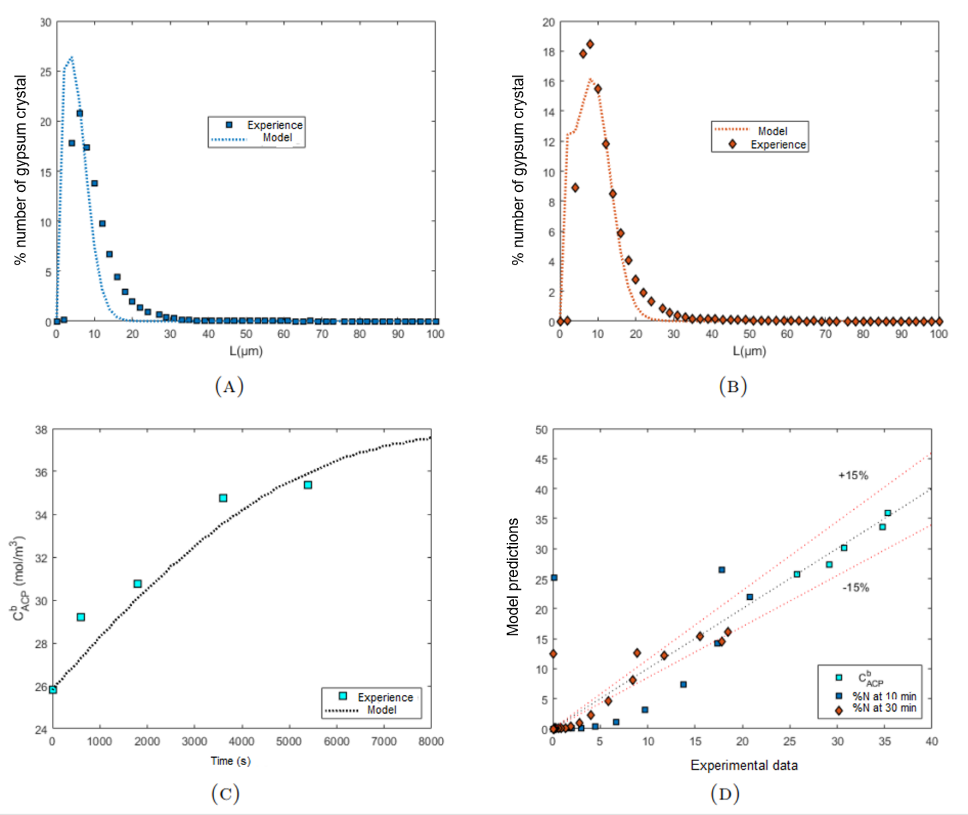 30
25
20
15
10
5
0
% number of gypsum crystal
Experience
Model
0 10 20 30 40 50 60 70 80 90 100
L(μm)
(A)
20
18
16
14
12
10
8
6
4
2
0
% number of gypsum crystal
Model
Experience
0 10 20 30 40 50 60 70 80 90 100
L(μm)
(B)
38
36
34
32
30
28
26
24
C^b_ACP (mol/m³)
Experience
Model
0 1000 2000 3000 4000 5000 6000 7000 8000
Time (s)
(C)
50
45
40
35
30
25
20
15
10
5
0
Model predictions
+15%
-15%
C^b_ACP
%N at 10 min
%N at 30 min
0 5 10 15 20 25 30 35 40
Experimental data
(D)